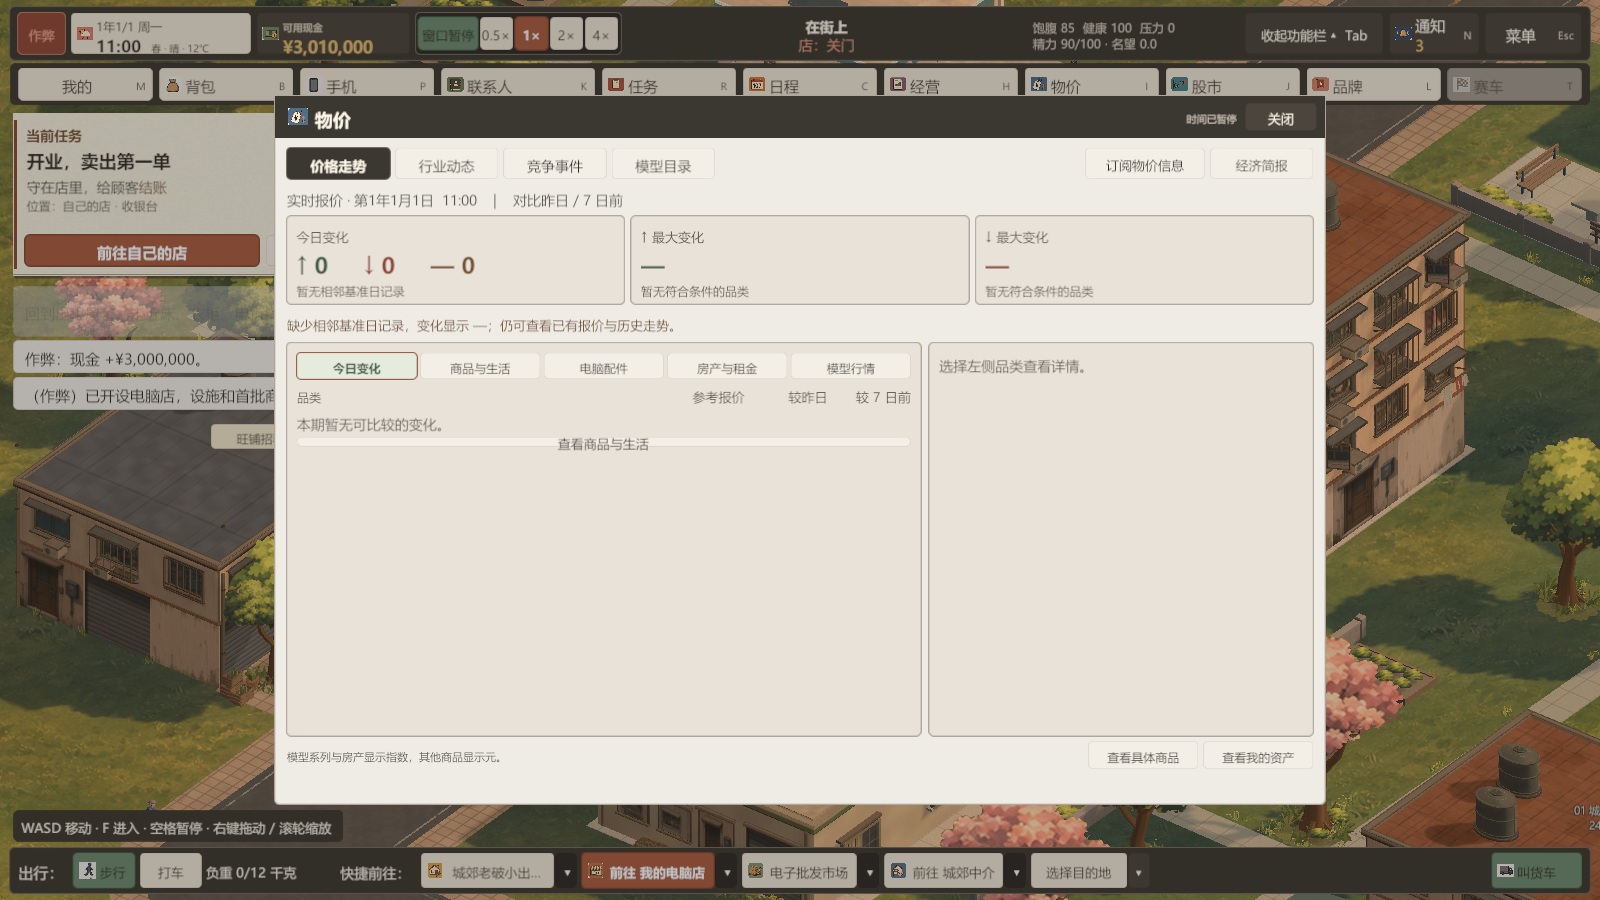 作弊
1年1/1 周一
11:00 春 · 晴 · 12°C
可用现金
¥3,010,000
窗口暂停 0.5× 1× 2× 4×
在街上
店：关门
饱腹 85 健康 100 压力 0
精力 90/100 · 名望 0.0
收起功能栏 ▴ Tab
通知
3
N
菜单 Esc
我的 M
背包 B
手机 P
联系人 K
任务 R
日程 C
经营 H
物价 I
股市 J
品牌 L
赛车 T
当前任务
开业，卖出第一单
守在店里，给顾客结账
位置：自己的店 · 收银台
前往自己的店
作弊：现金 +¥3,000,000。
（作弊）已开设电脑店，设施和首批商
旺铺招
物价
时间已暂停
关闭
价格走势 行业动态 竞争事件 模型目录
订阅物价信息 经济简报
实时报价 · 第1年1月1日 11:00 | 对比昨日 / 7 日前
今日变化
↑ 0 ↓ 0 — 0
暂无相邻基准日记录
↑ 最大变化
—
暂无符合条件的品类
↓ 最大变化
—
暂无符合条件的品类
缺少相邻基准日记录，变化显示 —；仍可查看已有报价与历史走势。
今日变化 商品与生活 电脑配件 房产与租金 模型行情
品类 参考报价 较昨日 较 7 日前
本期暂无可比较的变化。
查看商品与生活
选择左侧品类查看详情。
模型系列与房产显示指数，其他商品显示元。
查看具体商品 查看我的资产
WASD 移动 · F 进入 · 空格暂停 · 右键拖动 / 滚轮缩放
01 城
24
出行： 步行 打车 负重 0/12 千克 快捷前往： 城郊老破小出... ▾ 前往 我的电脑店 ▾ 电子批发市场 ▾ 前往 城郊中介 ▾ 选择目的地 ▾ 叫货车